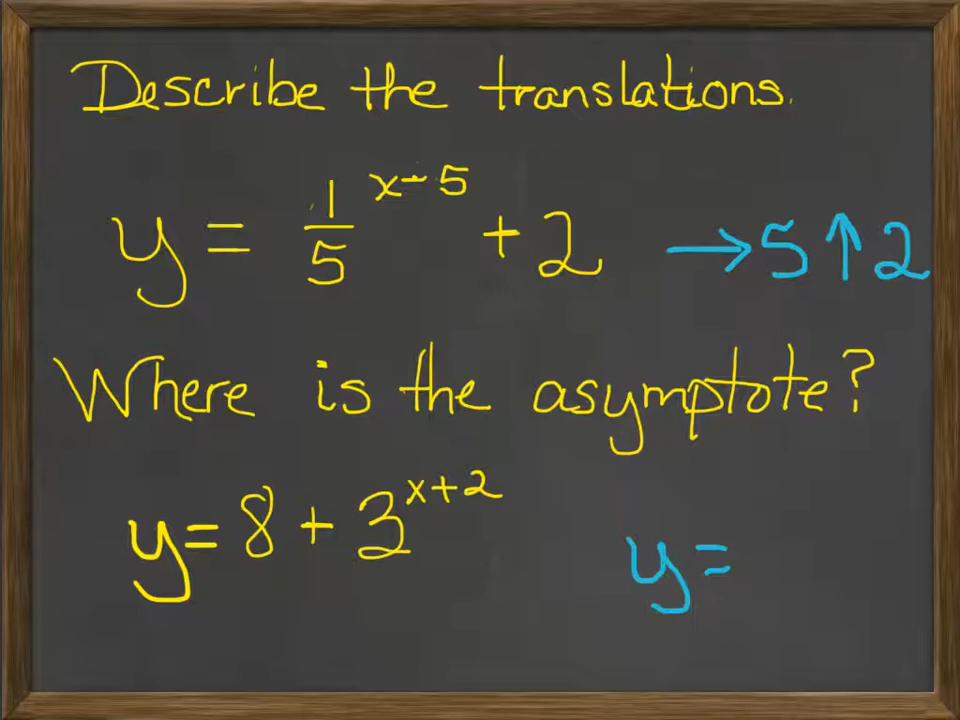 Describe the translations.
y = 1/5^(x-5) + 2 →5↑2
Where is the asymptote?
y = 8 + 3^(x+2) y =